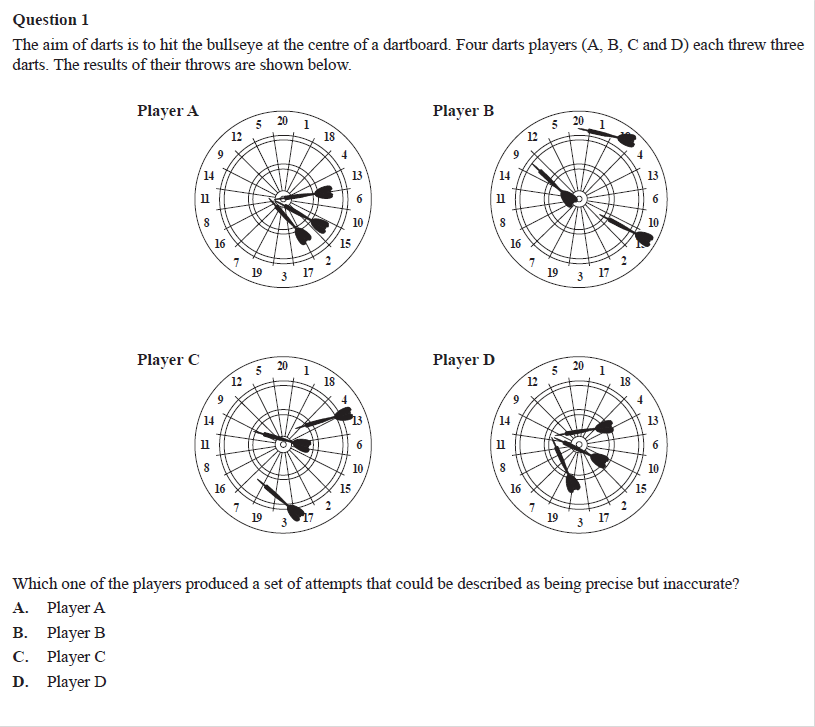 Question 1
The aim of darts is to hit the bullseye at the centre of a dartboard. Four darts players (A, B, C and D) each threw three
darts. The results of their throws are shown below.
Player A
20 1 18 4 13 6 10 15 2 17 3 19 7 16 8 11 14 9 12 5
Player B
20 1 4 13 6 10 2 17 3 19 7 16 8 11 14 9 12 5
Player C
20 1 18 4 13 6 10 15 2 17 3 19 7 16 8 11 14 9 12 5
Player D
20 1 18 4 13 6 10 15 2 17 3 19 7 16 8 11 14 9 12 5
Which one of the players produced a set of attempts that could be described as being precise but inaccurate?
A. Player A
B. Player B
C. Player C
D. Player D